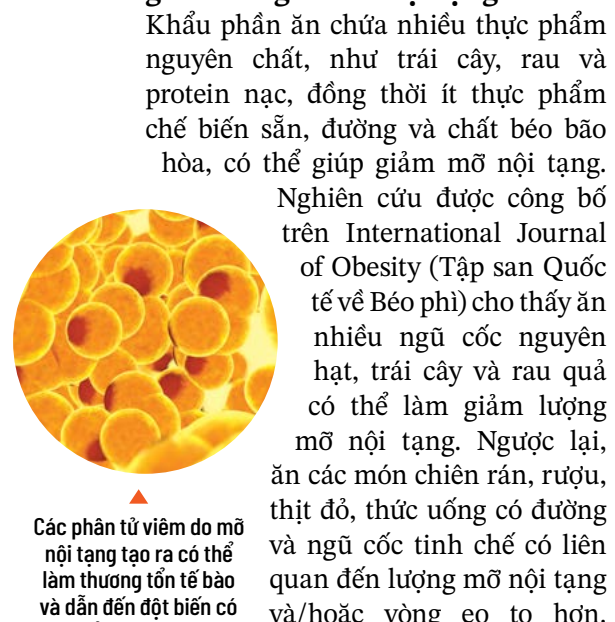 Khẩu phần ăn chứa nhiều thực phẩm
nguyên chất, như trái cây, rau và
protein nạc, đồng thời ít thực phẩm
chế biến sẵn, đường và chất béo bão
hòa, có thể giúp giảm mỡ nội tạng.
Nghiên cứu được công bố
trên International Journal
of Obesity (Tập san Quốc
tế về Béo phì) cho thấy ăn
nhiều ngũ cốc nguyên
hạt, trái cây và rau quả
có thể làm giảm lượng
mỡ nội tạng. Ngược lại,
ăn các món chiên rán, rượu,
thịt đỏ, thức uống có đường
và ngũ cốc tinh chế có liên
quan đến lượng mỡ nội tạng
và/hoặc vòng eo to hơn.
Các phân tử viêm do mỡ
nội tạng tạo ra có thể
làm thương tổn tế bào
và dẫn đến đột biến có